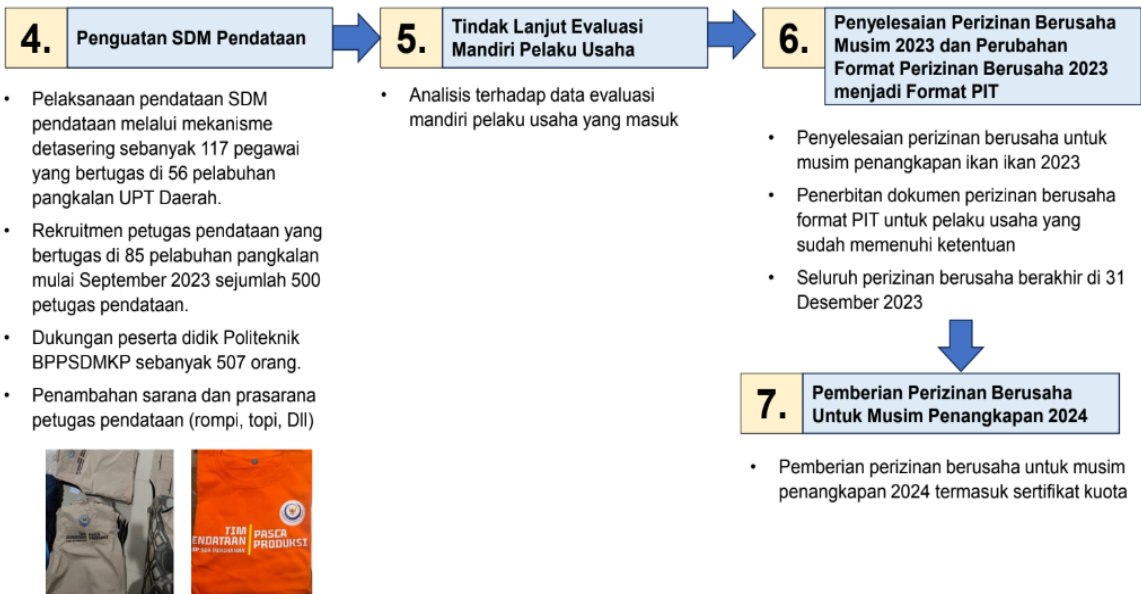 4. Penguatan SDM Pendataan
• Pelaksanaan pendataan SDM
pendataan melalui mekanisme
detasering sebanyak 117 pegawai
yang bertugas di 56 pelabuhan
pangkalan UPT Daerah.
• Rekruitmen petugas pendataan yang
bertugas di 85 pelabuhan pangkalan
mulai September 2023 sejumlah 500
petugas pendataan.
• Dukungan peserta didik Politeknik
BPPSDMKP sebanyak 507 orang.
• Penambahan sarana dan prasarana
petugas pendataan (rompi, topi, Dll)
TIM
ENDATAAN
PASCA
PRODUKSI
5. Tindak Lanjut Evaluasi
Mandiri Pelaku Usaha
• Analisis terhadap data evaluasi
mandiri pelaku usaha yang masuk
6. Penyelesaian Perizinan Berusaha
Musim 2023 dan Perubahan
Format Perizinan Berusaha 2023
menjadi Format PIT
• Penyelesaian perizinan berusaha untuk
musim penangkapan ikan ikan 2023
• Penerbitan dokumen perizinan berusaha
format PIT untuk pelaku usaha yang
sudah memenuhi ketentuan
• Seluruh perizinan berusaha berakhir di 31
Desember 2023
7. Pemberian Perizinan Berusaha
Untuk Musim Penangkapan 2024
• Pemberian perizinan berusaha untuk musim
penangkapan 2024 termasuk sertifikat kuota